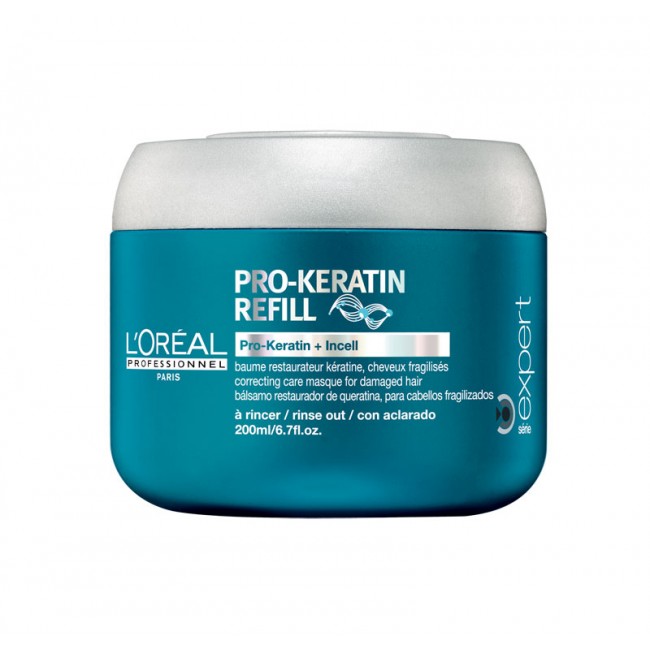 PRO-KERATIN
REFILL
L'ORÉAL
PROFESSIONNEL
PARIS
Pro-Keratin + Incell
baume restaurateur kératine, cheveux fragilisés
correcting care masque for damaged hair
bálsamo restaurador de queratina, para cabellos fragilizados
à rincer / rinse out / con aclarado
200ml/6.7fl.oz.
série expert